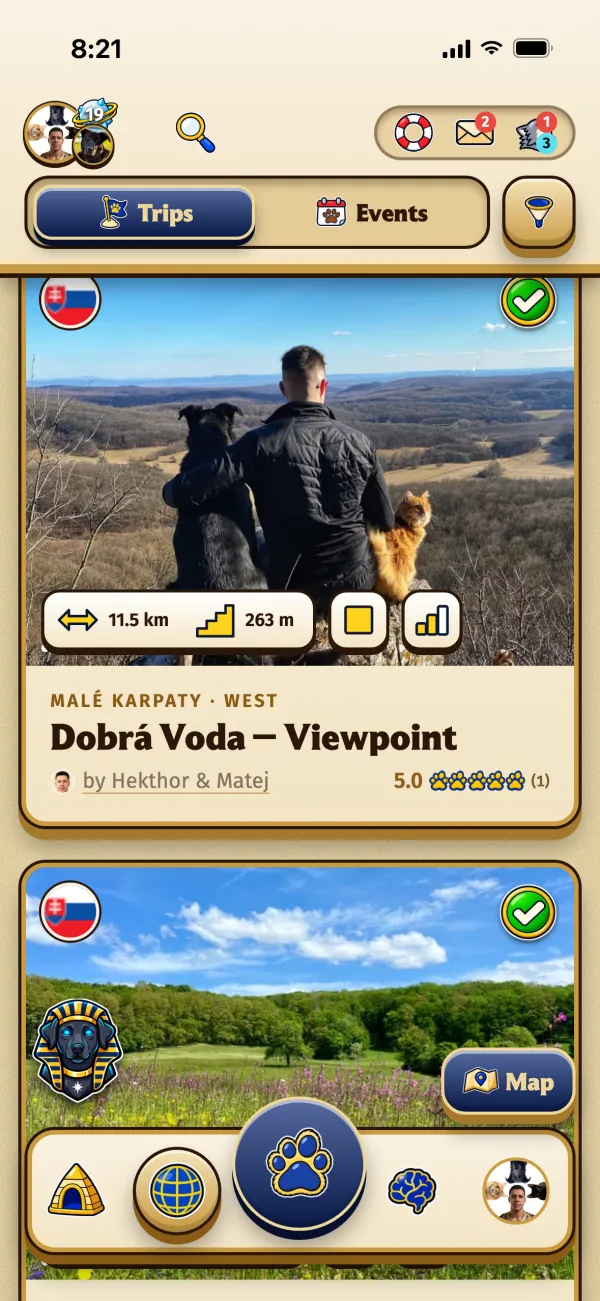 8:21
19
2
1
3
Trips
Events
11.5 km
263 m
MALÉ KARPATY · WEST
Dobrá Voda – Viewpoint
by Hekthor & Matej
5.0
(1)
Map